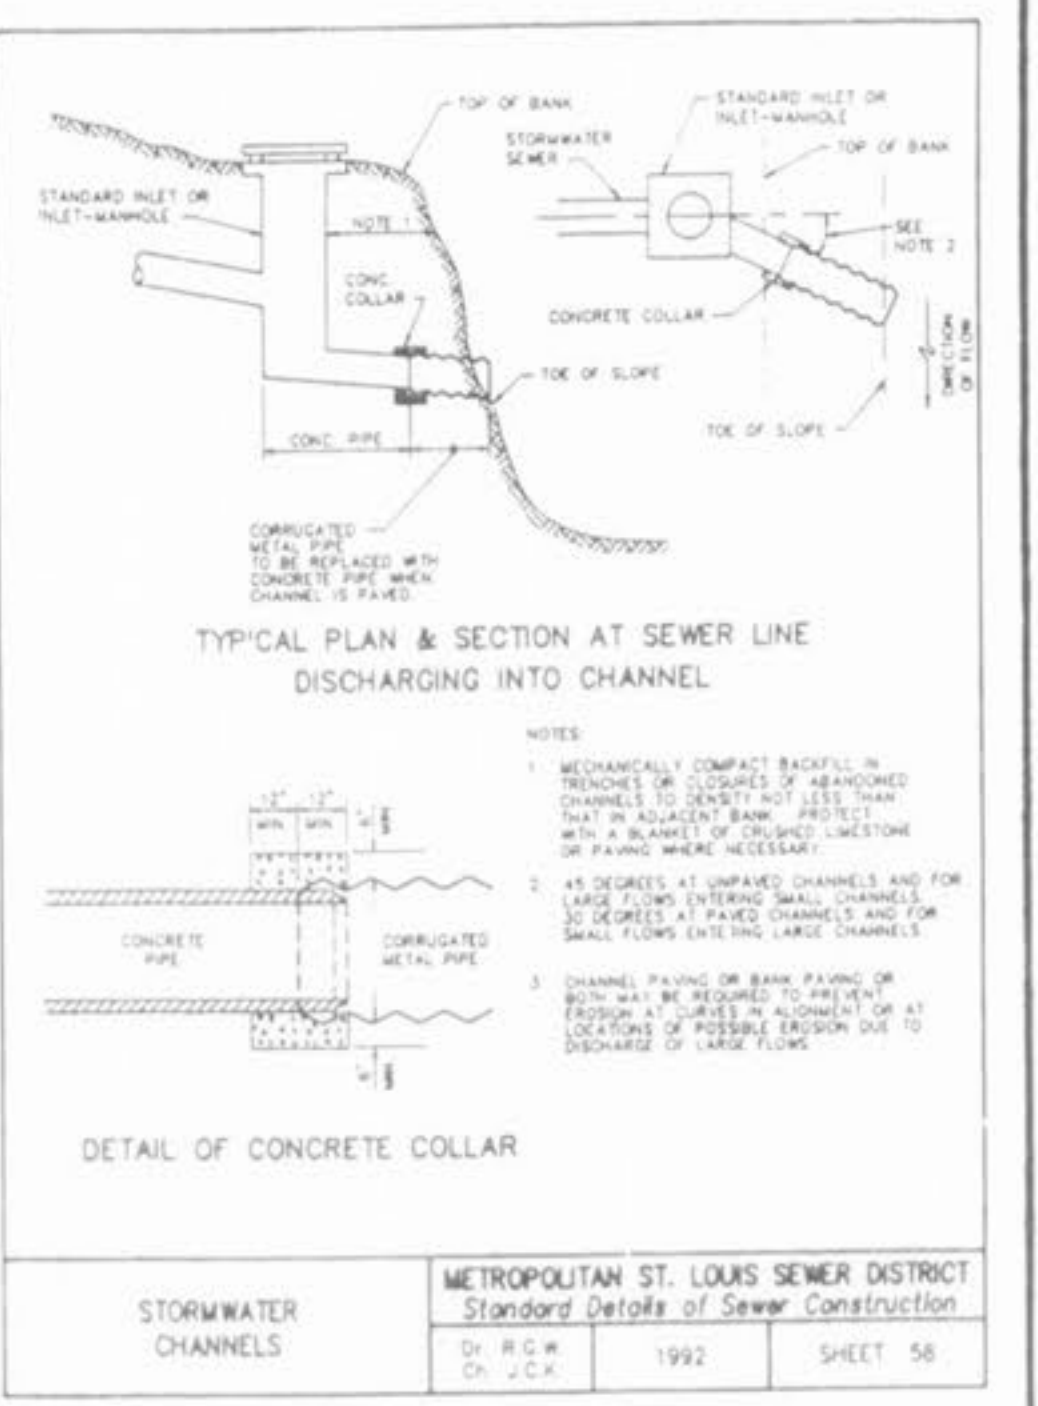 TOP OF BANK
STANDARD INLET OR
INLET-MANHOLE
STORMWATER
SEWER
TOP OF BANK
STANDARD INLET OR
INLET-MANHOLE
NOTE 1
SEE
NOTE 2
CONC.
COLLAR
CONCRETE COLLAR
DIRECTION
OF FLOW
TOE OF SLOPE
TOE OF SLOPE
CONC. PIPE
CORRUGATED
METAL PIPE
TO BE REPLACED WITH
CONCRETE PIPE WHEN
CHANNEL IS PAVED.
TYPICAL PLAN & SECTION AT SEWER LINE
DISCHARGING INTO CHANNEL
NOTES:
1. MECHANICALLY COMPACT BACKFILL IN
TRENCHES OR CLOSURES OF ABANDONED
CHANNELS TO DENSITY NOT LESS THAN
THAT IN ADJACENT BANK. PROTECT
WITH A BLANKET OF CRUSHED LIMESTONE
OR PAVING WHERE NECESSARY.
2. 45 DEGREES AT UNPAVED CHANNELS AND FOR
LARGE FLOWS ENTERING SMALL CHANNELS.
30 DEGREES AT PAVED CHANNELS AND FOR
SMALL FLOWS ENTERING LARGE CHANNELS.
3. CHANNEL PAVING OR BANK PAVING OR
BOTH MAY BE REQUIRED TO PREVENT
EROSION AT CURVES IN ALIGNMENT OR AT
LOCATIONS OF POSSIBLE EROSION DUE TO
DISCHARGE OF LARGE FLOWS.
12" 12"
MIN. MIN.
6"
MIN.
CONCRETE
PIPE
CORRUGATED
METAL PIPE
6"
MIN.
DETAIL OF CONCRETE COLLAR
STORMWATER
CHANNELS
METROPOLITAN ST. LOUIS SEWER DISTRICT
Standard Details of Sewer Construction
Dr. R.G.W.
Ch. J.C.K.
1992
SHEET 58